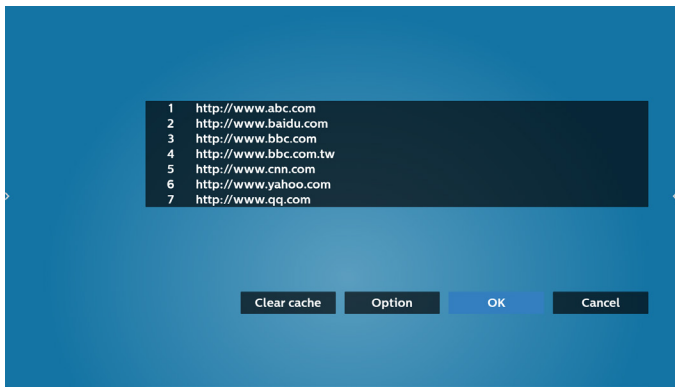 1 http://www.abc.com
2 http://www.baidu.com
3 http://www.bbc.com
4 http://www.bbc.com.tw
5 http://www.cnn.com
6 http://www.yahoo.com
7 http://www.qq.com
Clear cache Option OK Cancel